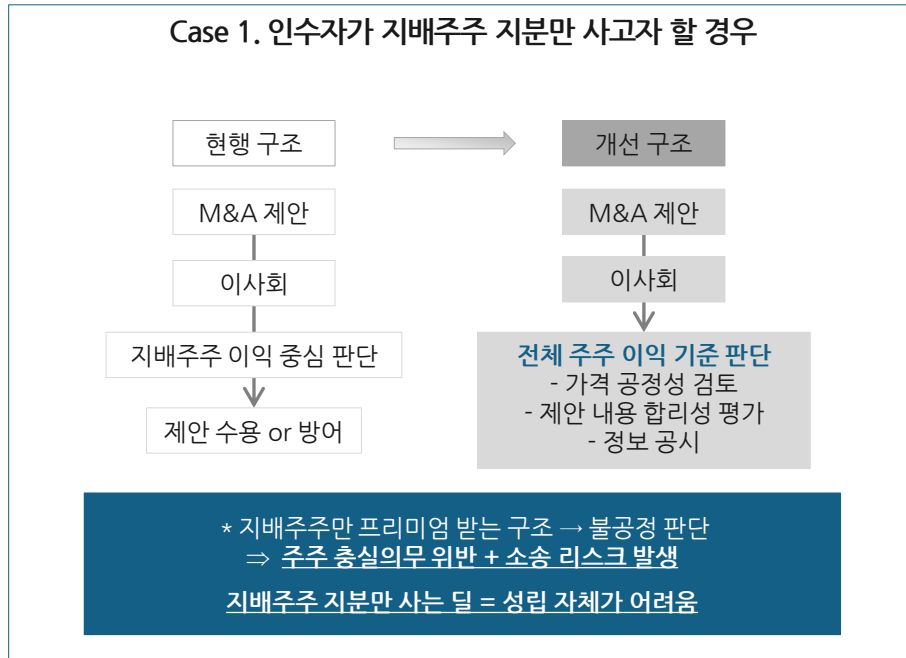 Case 1. 인수자가 지배주주 지분만 사고자 할 경우
현행 구조
M&A 제안
이사회
지배주주 이익 중심 판단
제안 수용 or 방어
개선 구조
M&A 제안
이사회
전체 주주 이익 기준 판단
- 가격 공정성 검토
- 제안 내용 합리성 평가
- 정보 공시
* 지배주주만 프리미엄 받는 구조 → 불공정 판단
⇒ 주주 충실의무 위반 + 소송 리스크 발생
지배주주 지분만 사는 딜 = 성립 자체가 어려움